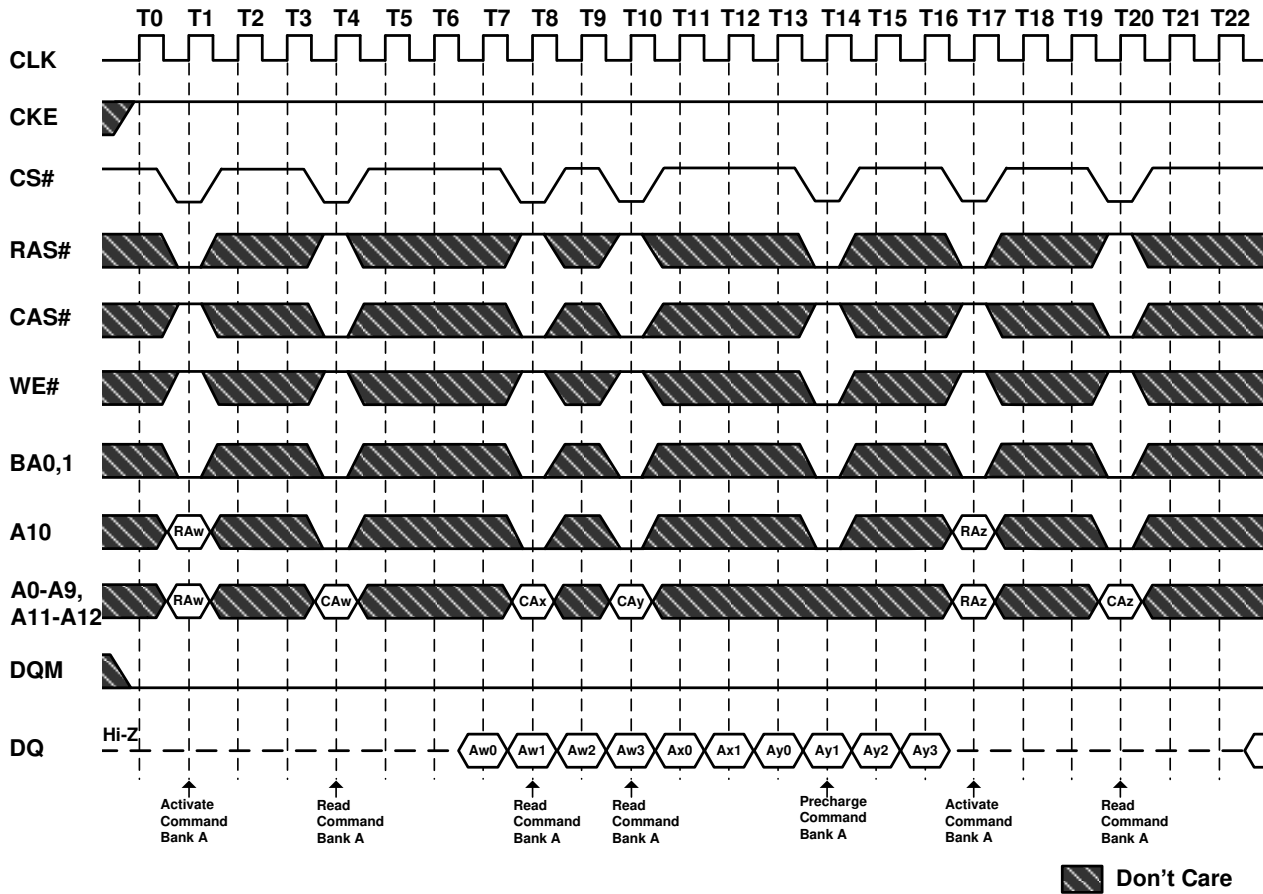 T0 T1 T2 T3 T4 T5 T6 T7 T8 T9 T10 T11 T12 T13 T14 T15 T16 T17 T18 T19 T20 T21 T22
CLK
CKE
CS#
RAS#
CAS#
WE#
BA0,1
A10
RAw RAz
A0-A9,
A11-A12
RAw CAw CAx CAy RAz CAz
DQM
DQ
Hi-Z
Aw0 Aw1 Aw2 Aw3 Ax0 Ax1 Ay0 Ay1 Ay2 Ay3
Activate
Command
Bank A
Read
Command
Bank A
Read
Command
Bank A
Read
Command
Bank A
Precharge
Command
Bank A
Activate
Command
Bank A
Read
Command
Bank A
Don't Care